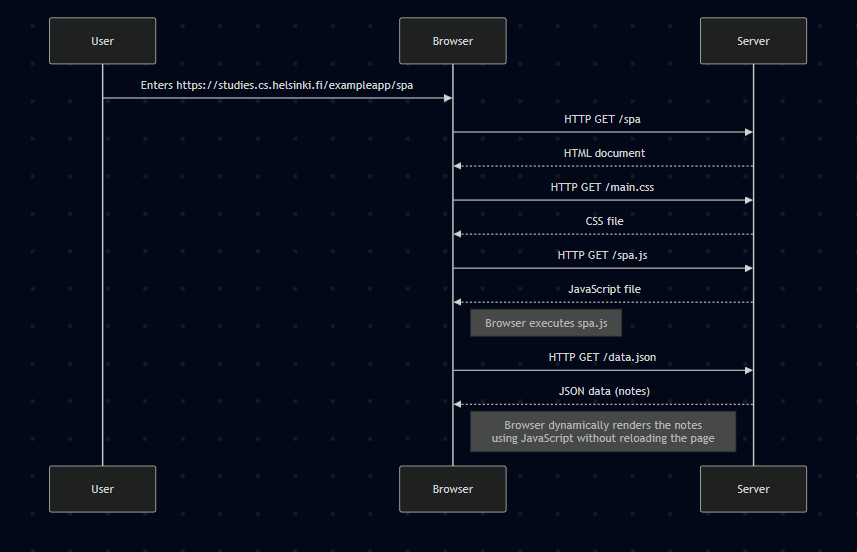 User
Browser
Server
Enters https://studies.cs.helsinki.fi/exampleapp/spa
HTTP GET /spa
HTML document
HTTP GET /main.css
CSS file
HTTP GET /spa.js
JavaScript file
Browser executes spa.js
HTTP GET /data.json
JSON data (notes)
Browser dynamically renders the notes
using JavaScript without reloading the page
User
Browser
Server